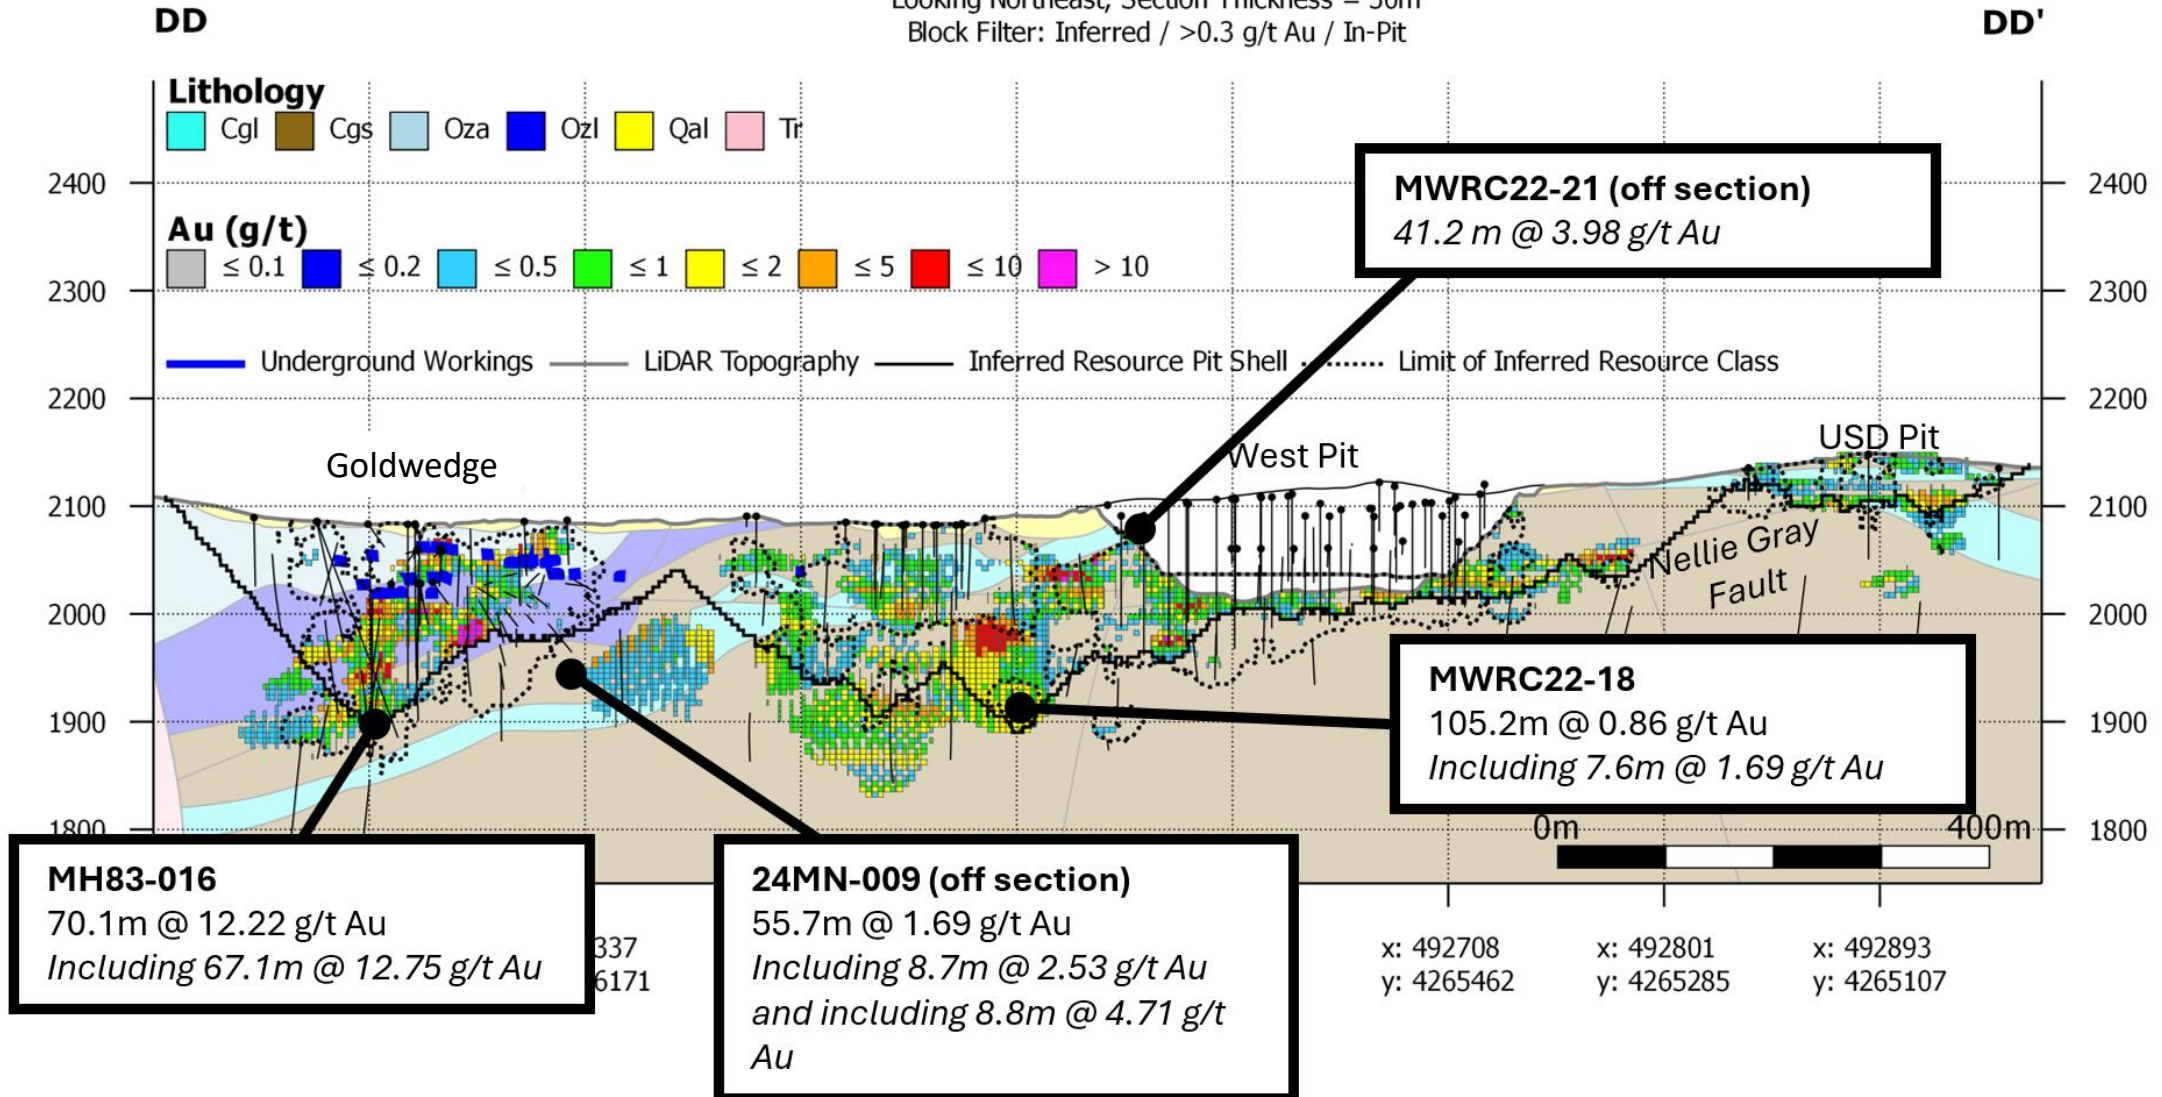 DD
Looking Northeast, Section Thickness = 50m
DD'
Block Filter: Inferred / >0.3 g/t Au / In-Pit
Lithology
Cgl Cgs Oza Ozl Qal Tr
MWRC22-21 (off section)
41.2 m @ 3.98 g/t Au
2400 2400
Au (g/t)
≤ 0.1 ≤ 0.2 ≤ 0.5 ≤ 1 ≤ 2 ≤ 5 ≤ 10 > 10
2300 2300
Underground Workings LiDAR Topography Inferred Resource Pit Shell Limit of Inferred Resource Class
2200 2200
Goldwedge
West Pit
USD Pit
2100 2100
Nellie Gray
Fault
2000 2000
MWRC22-18
105.2m @ 0.86 g/t Au
Including 7.6m @ 1.69 g/t Au
1900 1900
1800 1800
0m 400m
MH83-016
70.1m @ 12.22 g/t Au
Including 67.1m @ 12.75 g/t Au
24MN-009 (off section)
55.7m @ 1.69 g/t Au
Including 8.7m @ 2.53 g/t Au
and including 8.8m @ 4.71 g/t
Au
337
6171
x: 492708 x: 492801 x: 492893
y: 4265462 y: 4265285 y: 4265107